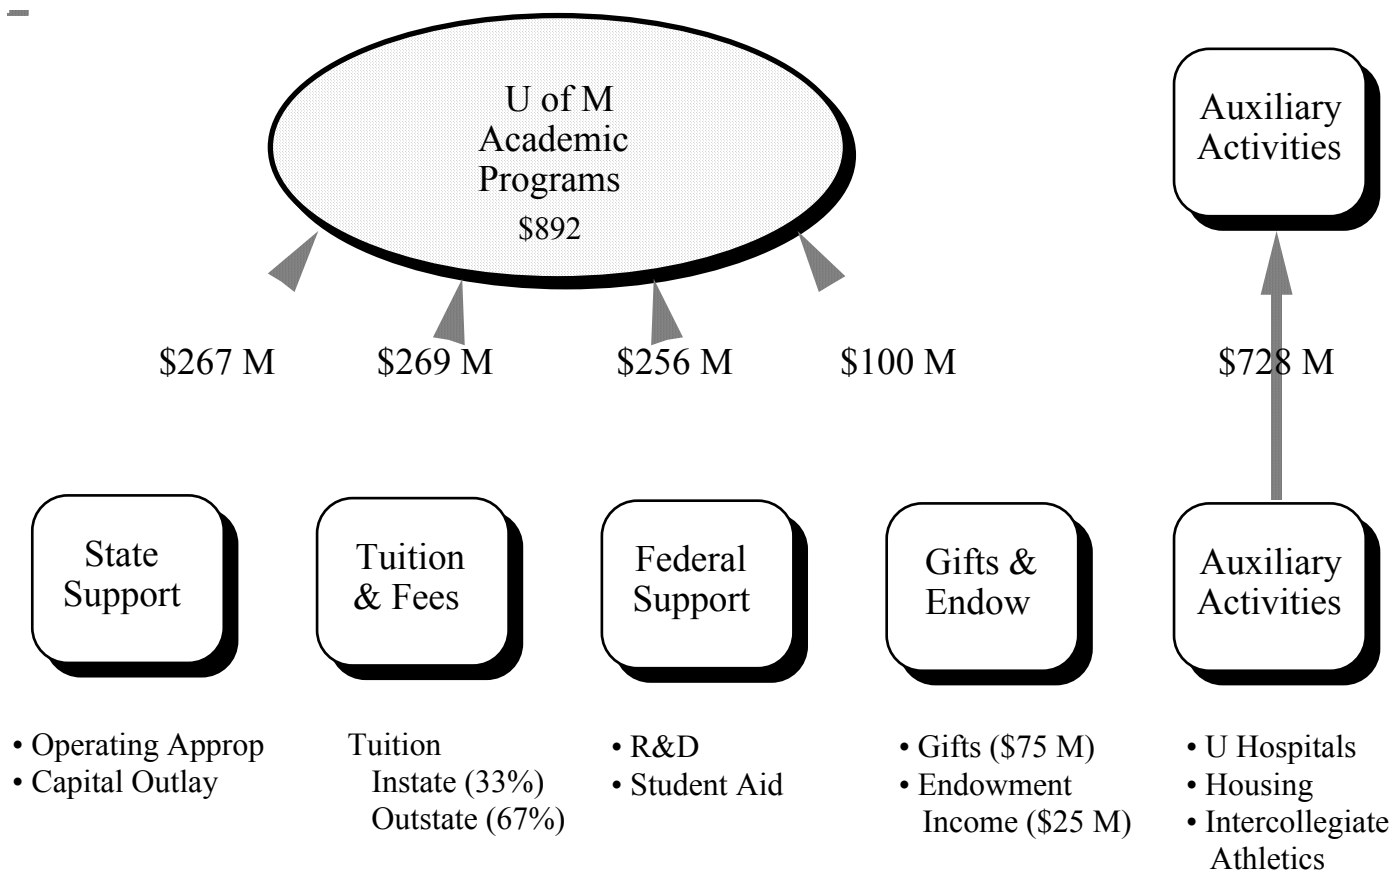 U of M
Academic
Programs
$892
Auxiliary
Activities
$267 M
$269 M
$256 M
$100 M
$728 M
State
Support
Tuition
& Fees
Federal
Support
Gifts &
Endow
Auxiliary
Activities
• Operating Approp
• Capital Outlay
Tuition
Instate (33%)
Outstate (67%)
• R&D
• Student Aid
• Gifts ($75 M)
• Endowment
Income ($25 M)
• U Hospitals
• Housing
• Intercollegiate
Athletics